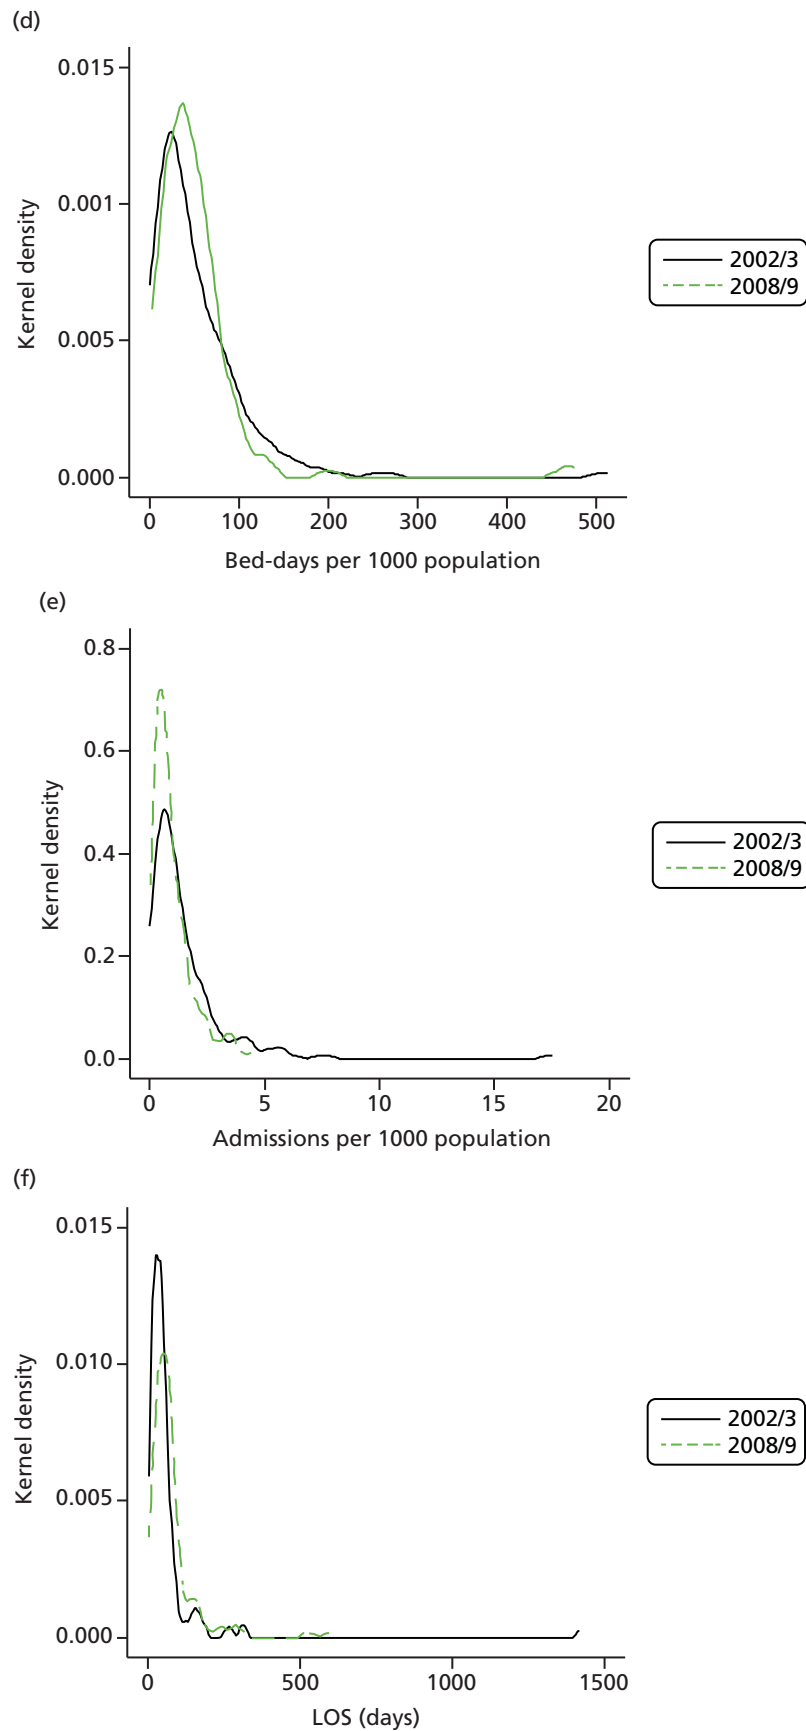 (d)
0.015
0.001
0.005
0.000
Kernel density
0 100 200 300 400 500
Bed-days per 1000 population
2002/3
2008/9
(e)
0.8
0.6
0.4
0.2
0.0
Kernel density
0 5 10 15 20
Admissions per 1000 population
2002/3
2008/9
(f)
0.015
0.010
0.005
0.000
Kernel density
0 500 1000 1500
LOS (days)
2002/3
2008/9